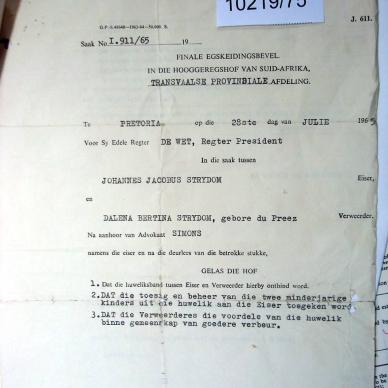 10219/75
G.P.-S.
J. 611.
Saak No. I.911/65 19
FINALE EGSKEIDINGSBEVEL
IN DIE HOOGGEREGSHOF VAN SUID-AFRIKA,
TRANSVAALSE PROVINSIALE AFDELING.
Te PRETORIA op die 28ste dag van JULIE 1965
Voor Sy Edele Regter DE WET, Regter President
In die saak tussen
JOHANNES JACOBUS STRYDOM Eiser,
en
DALENA BERTINA STRYDOM, gebore du Preez Verweerder.
Na aanhoor van Advokaat SIMONS
namens die eiser en na die deurlees van die betrokke stukke,
GELAS DIE HOF
1. Dat die huweliksband tussen Eiser en Verweerder hierby ontbind word.
2. DAT die toesig en beheer van die twee minderjarige
kinders uit die huwelik aan die Eiser toegeken word
3. DAT die Verweerderes die voordele van die huwelik
binne gemeenskap van goedere verbeur.